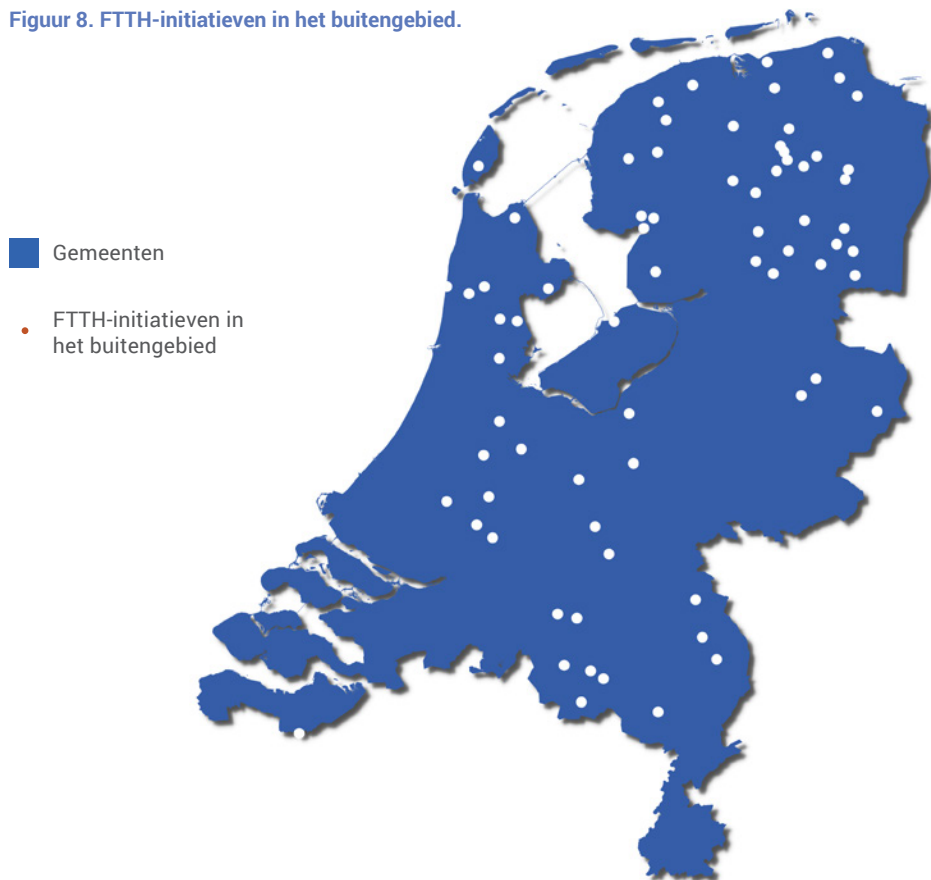 Figuur 8. FTTH-initiatieven in het buitengebied.
Gemeenten
FTTH-initiatieven in
het buitengebied